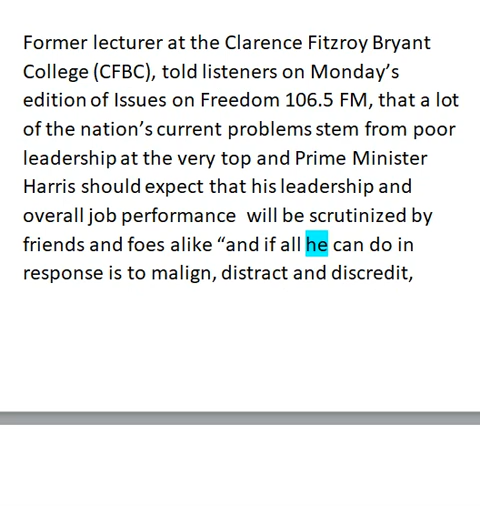 Former lecturer at the Clarence Fitzroy Bryant
College (CFBC), told listeners on Monday’s
edition of Issues on Freedom 106.5 FM, that a lot
of the nation’s current problems stem from poor
leadership at the very top and Prime Minister
Harris should expect that his leadership and
overall job performance  will be scrutinized by
friends and foes alike “and if all he can do in
response is to malign, distract and discredit,